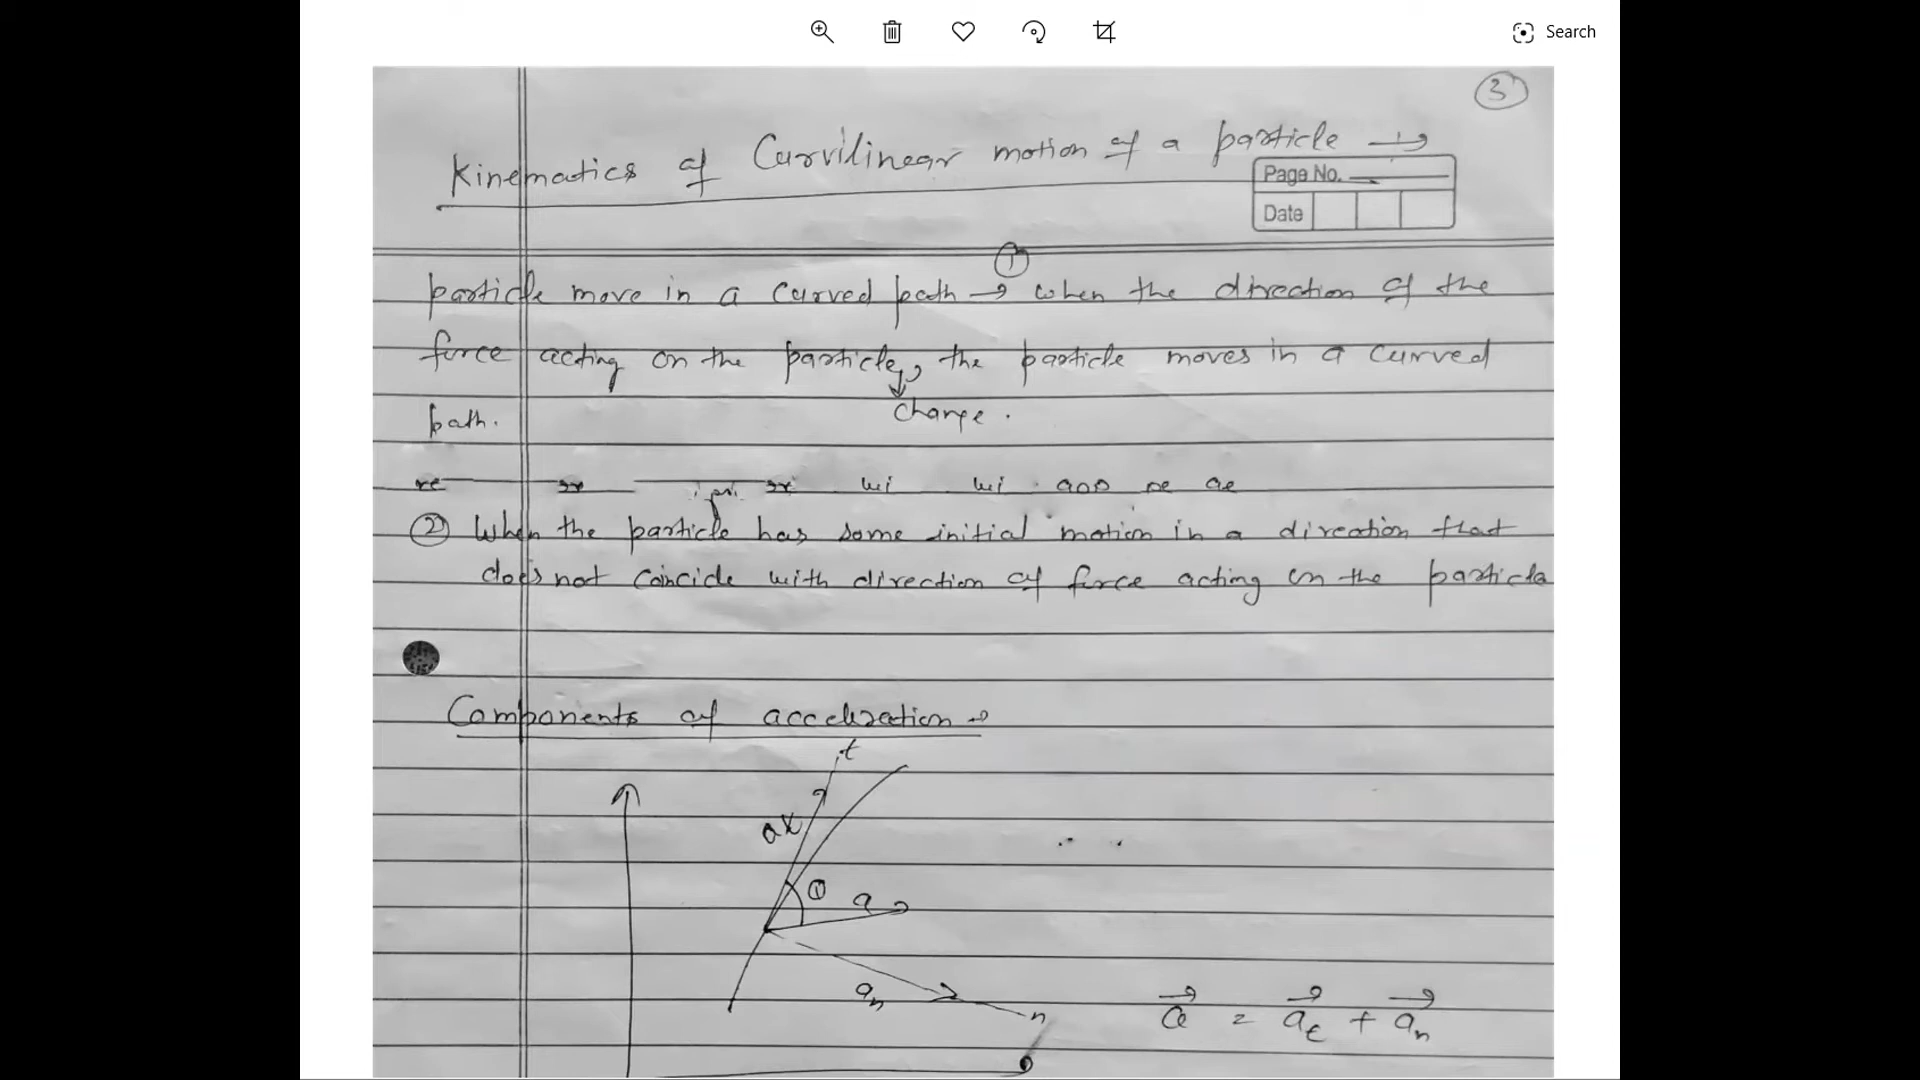 Search
3
Kinematics of Curvilinear motion of a particle →
Page No.
Date
①
particle move in a curved path → when the direction of the
force acting on the particle, the particle moves in a curved
change.
path.
② When the particle has some initial motion in a direction that
does not coincide with direction of force acting on the particle
Components of acceleration →
t
at
θ
a
an
n
a = at + an